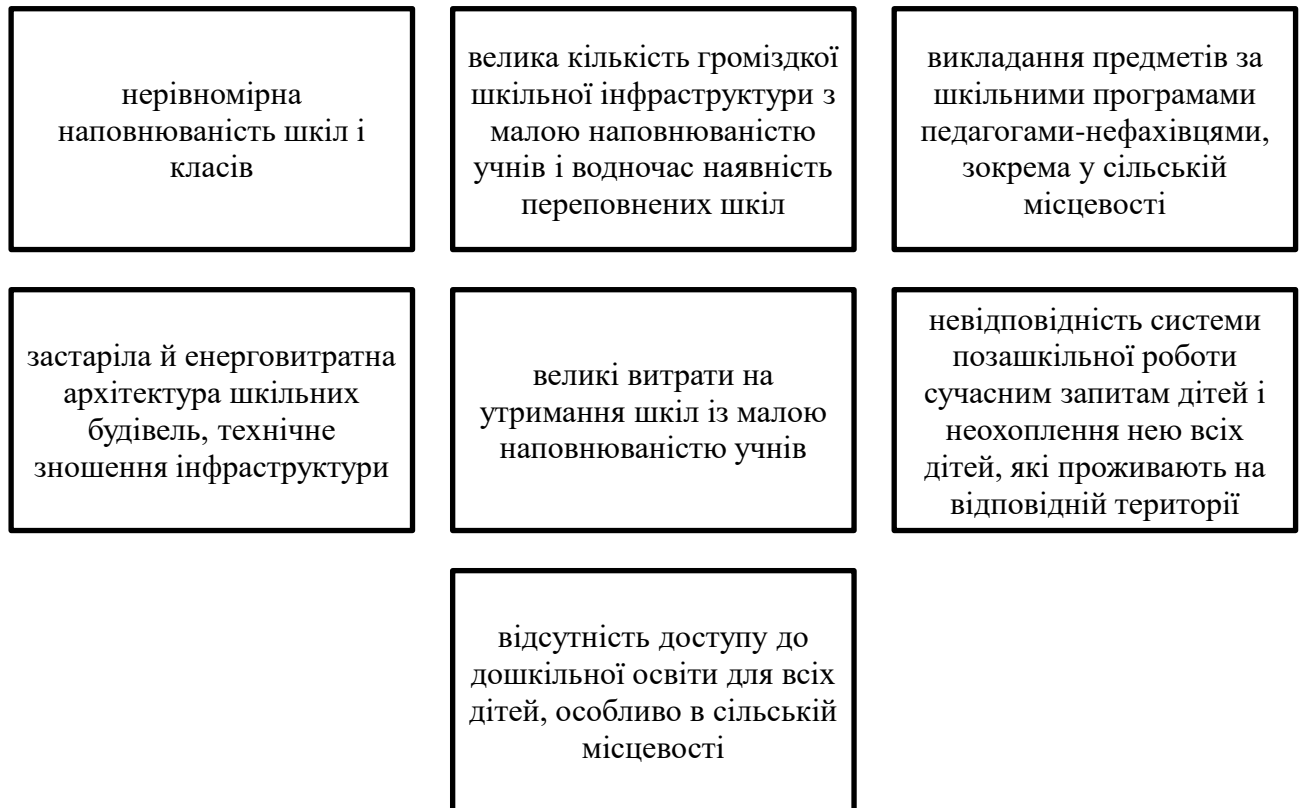 нерівномірна
наповнюваність шкіл і
класів
велика кількість громіздкої
шкільної інфраструктури з
малою наповнюваністю
учнів і водночас наявність
переповнених шкіл
викладання предметів за
шкільними програмами
педагогами-нефахівцями,
зокрема у сільській
місцевості
застаріла й енерговитратна
архітектура шкільних
будівель, технічне
зношення інфраструктури
великі витрати на
утримання шкіл із малою
наповнюваністю учнів
невідповідність системи
позашкільної роботи
сучасним запитам дітей і
неохоплення нею всіх
дітей, які проживають на
відповідній території
відсутність доступу до
дошкільної освіти для всіх
дітей, особливо в сільській
місцевості